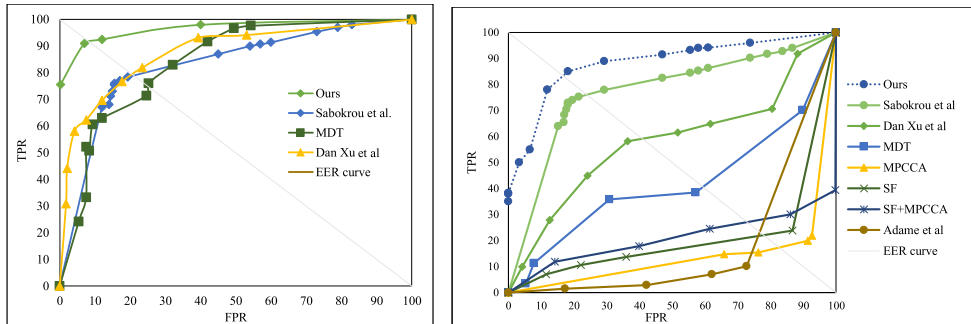 100
90
80
70
60
50
40
30
20
10
0
TPR
0 10 20 30 40 50 60 70 80 90 100
FPR
Ours
Sabokrou et al.
MDT
Dan Xu et al
EER curve
100
90
80
70
60
50
40
30
20
10
0
TPR
0 10 20 30 40 50 60 70 80 90 100
FPR
Ours
Sabokrou et al
Dan Xu et al
MDT
MPCCA
SF
SF+MPCCA
Adame et al
EER curve